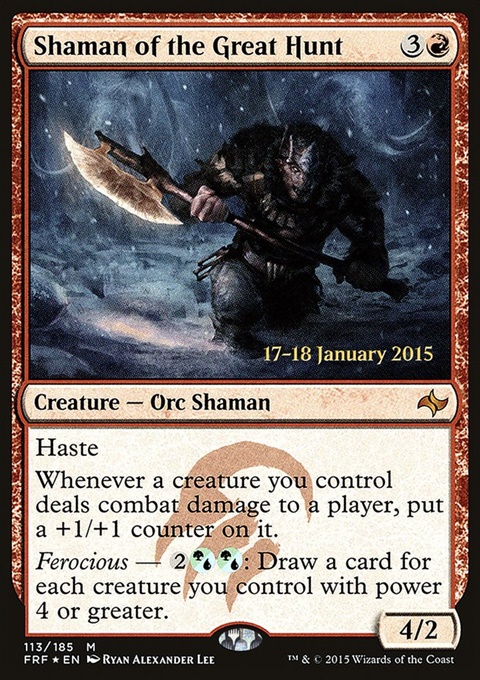 Shaman of the Great Hunt 3
17–18 January 2015
Creature — Orc Shaman
Haste
Whenever a creature you control
deals combat damage to a player, put
a +1/+1 counter on it.
Ferocious — 2: Draw a card for
each creature you control with power
4 or greater.
4/2
113/185 M
FRF ★ EN Ryan Alexander Lee
™ & © 2015 Wizards of the Coast